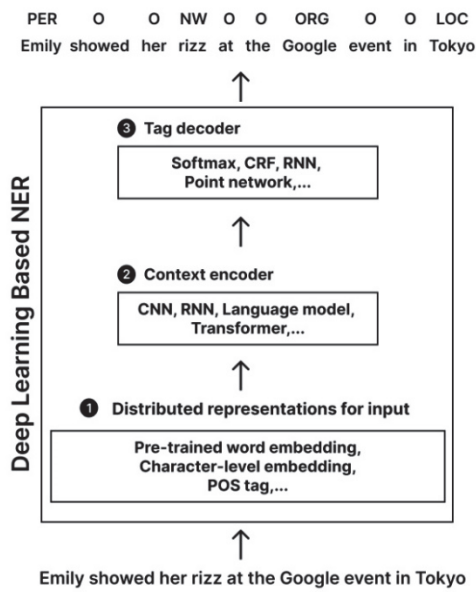 PER O O NW O O ORG O O LOC
Emily showed her rizz at the Google event in Tokyo
Deep Learning Based NER
3 Tag decoder
Softmax, CRF, RNN,
Point network,...
2 Context encoder
CNN, RNN, Language model,
Transformer,...
1 Distributed representations for input
Pre-trained word embedding,
Character-level embedding,
POS tag,...
Emily showed her rizz at the Google event in Tokyo